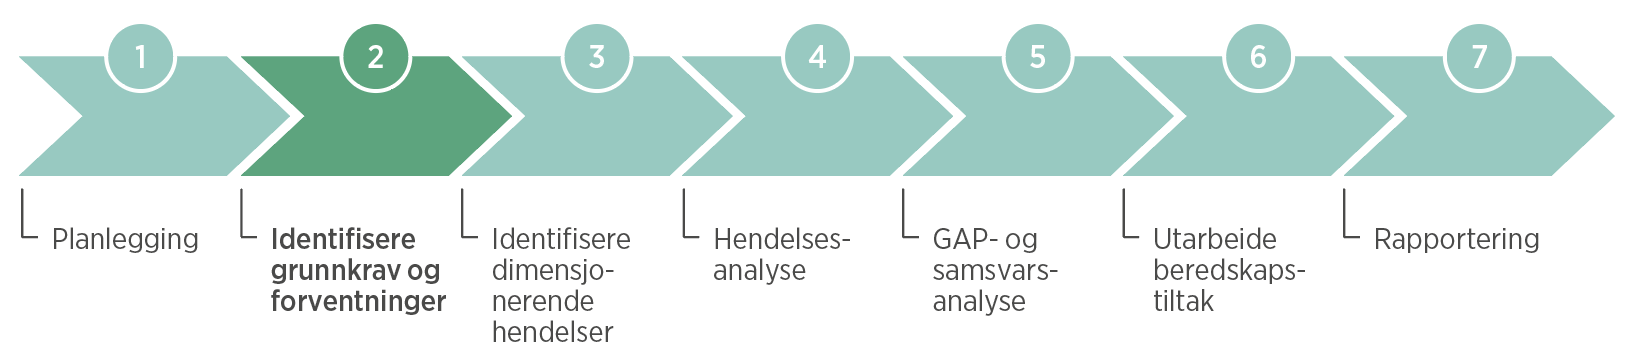 1
2
3
4
5
6
7
Planlegging
Identifisere
grunnkrav og
forventninger
Identifisere
dimensjo-
nerende
hendelser
Hendelses-
analyse
GAP- og
samsvars-
analyse
Utarbeide
beredskaps-
tiltak
Rapportering